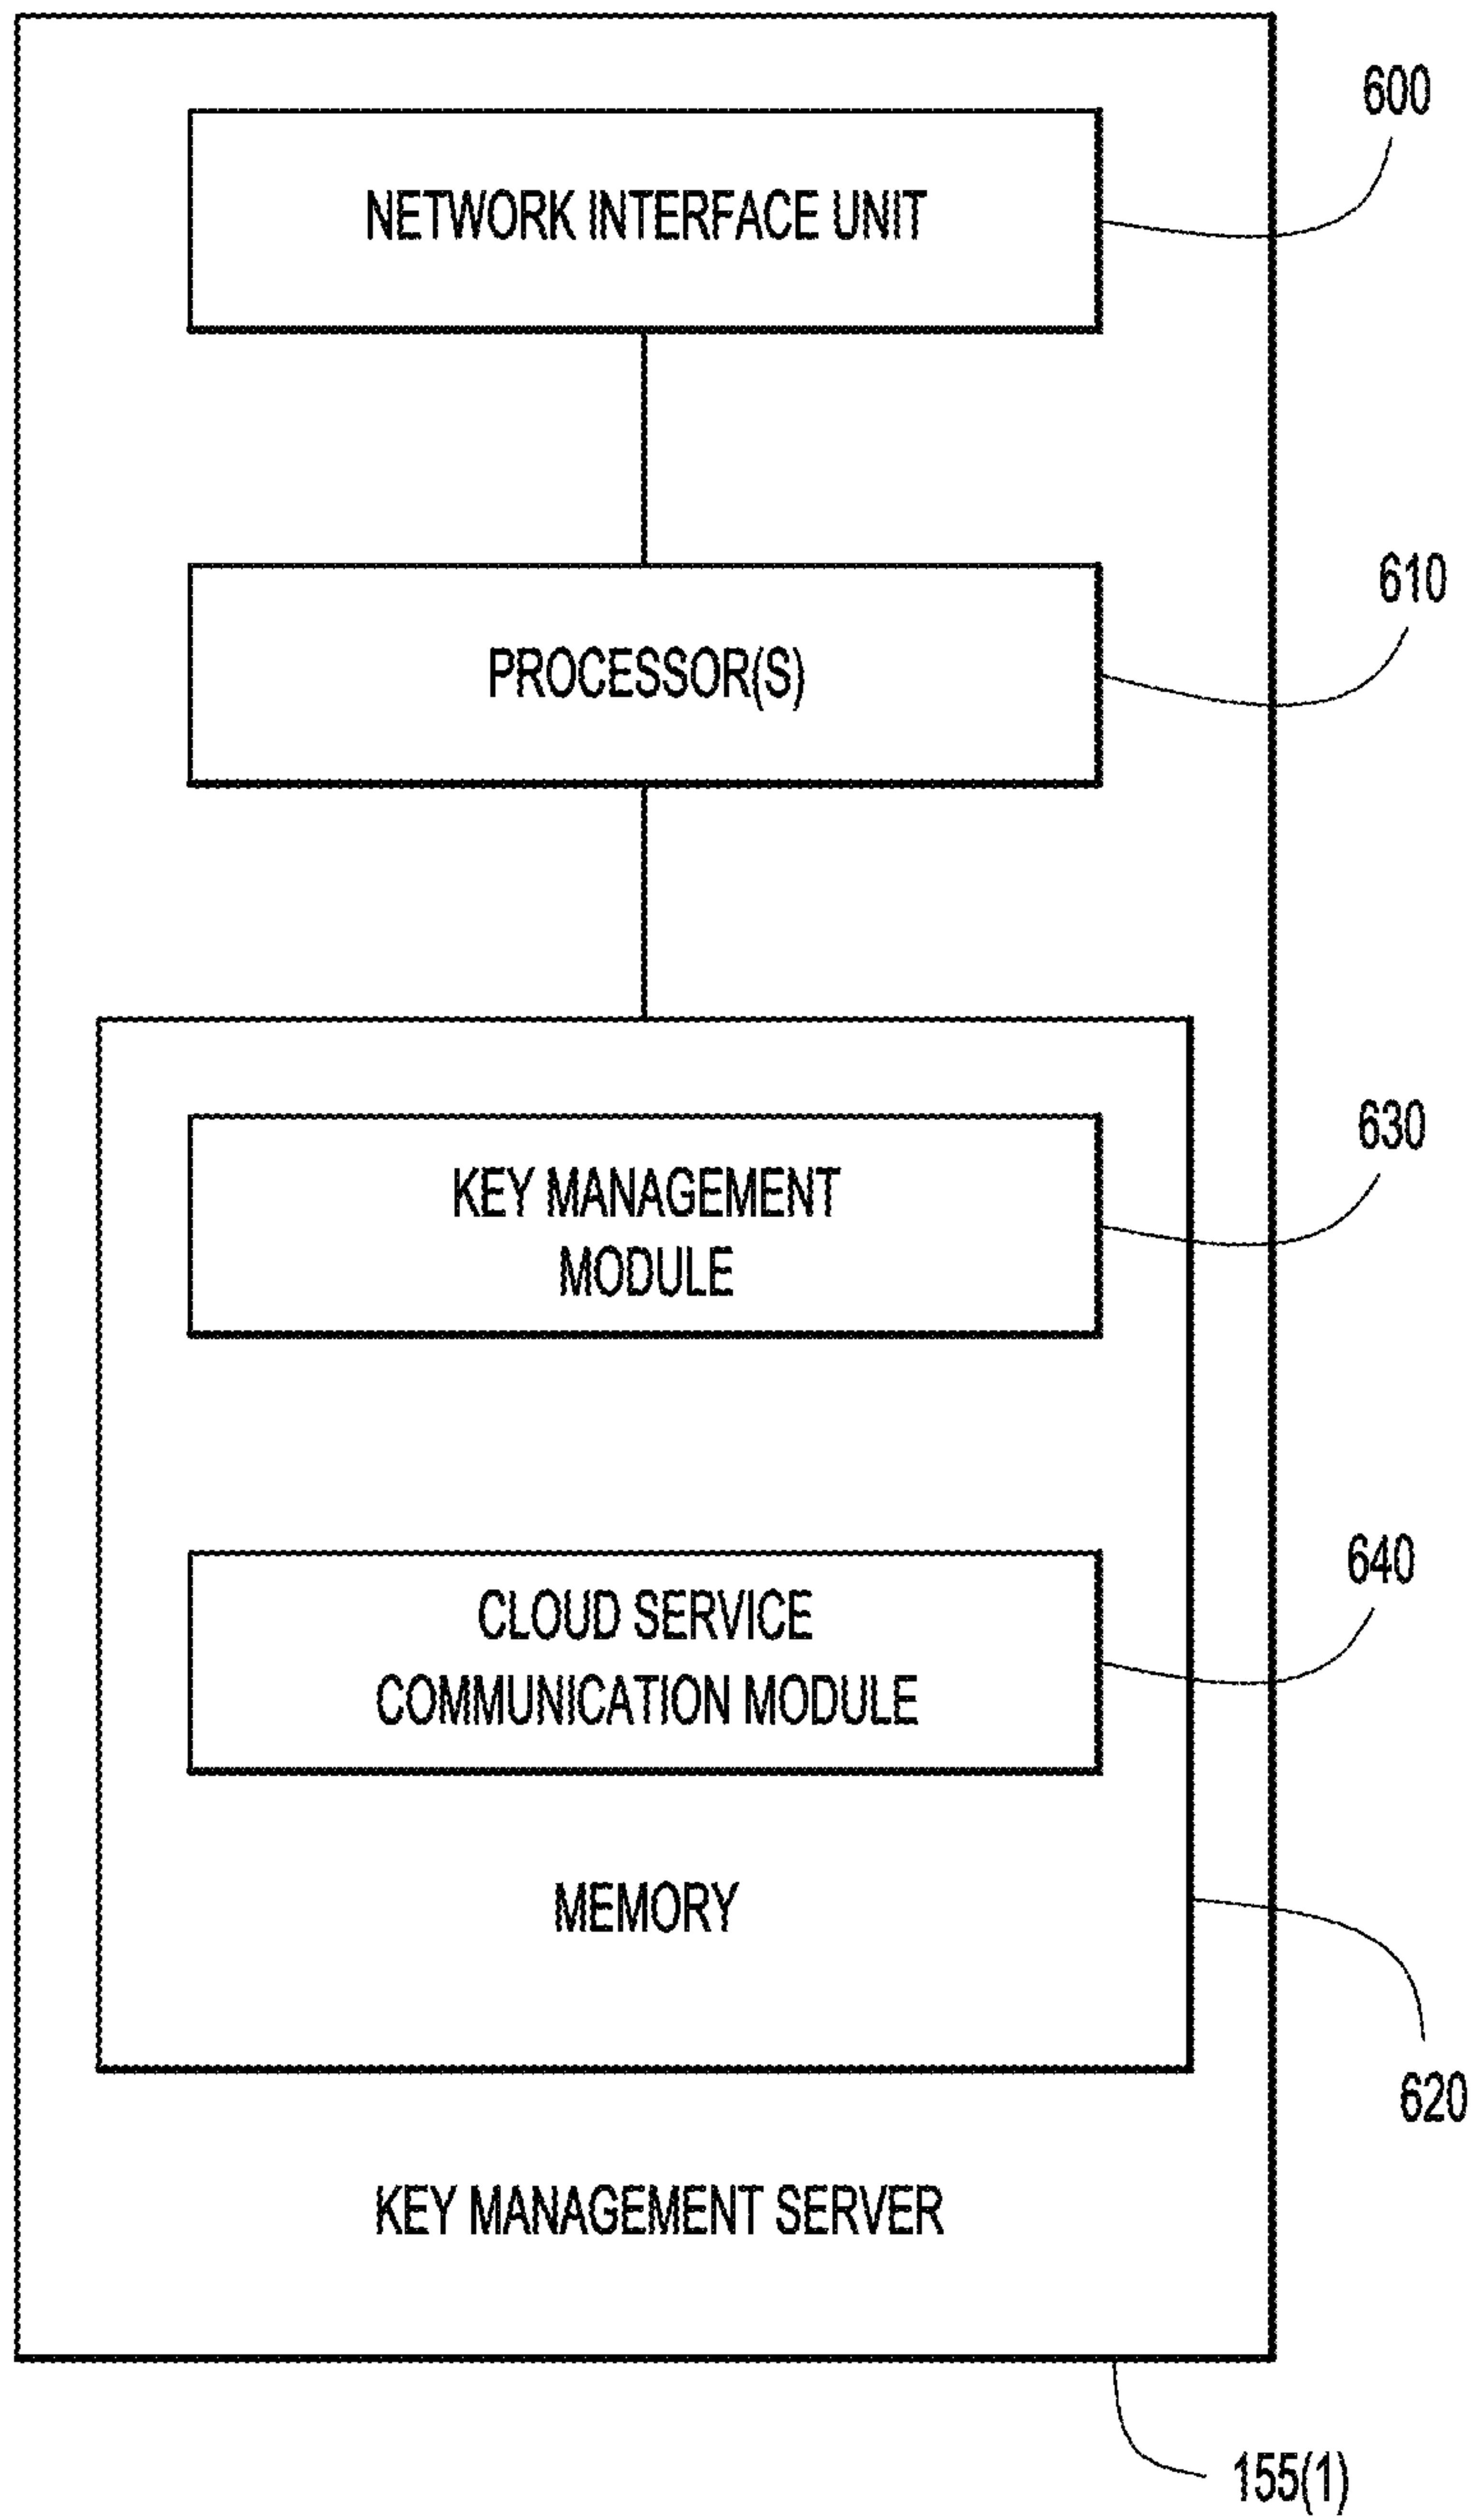 600
NETWORK INTERFACE UNIT
610
PROCESSOR(S)
630
KEY MANAGEMENT
MODULE
640
CLOUD SERVICE
COMMUNICATION MODULE
MEMORY
620
KEY MANAGEMENT SERVER
155(1)